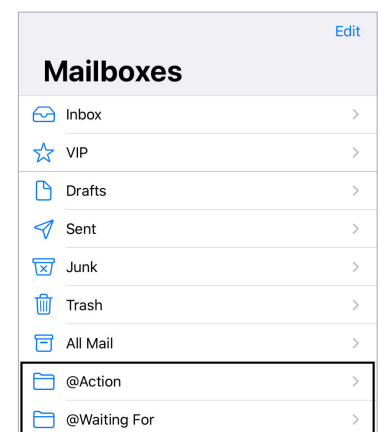 Edit
Mailboxes
Inbox
VIP
Drafts
Sent
Junk
Trash
All Mail
@Action
@Waiting For